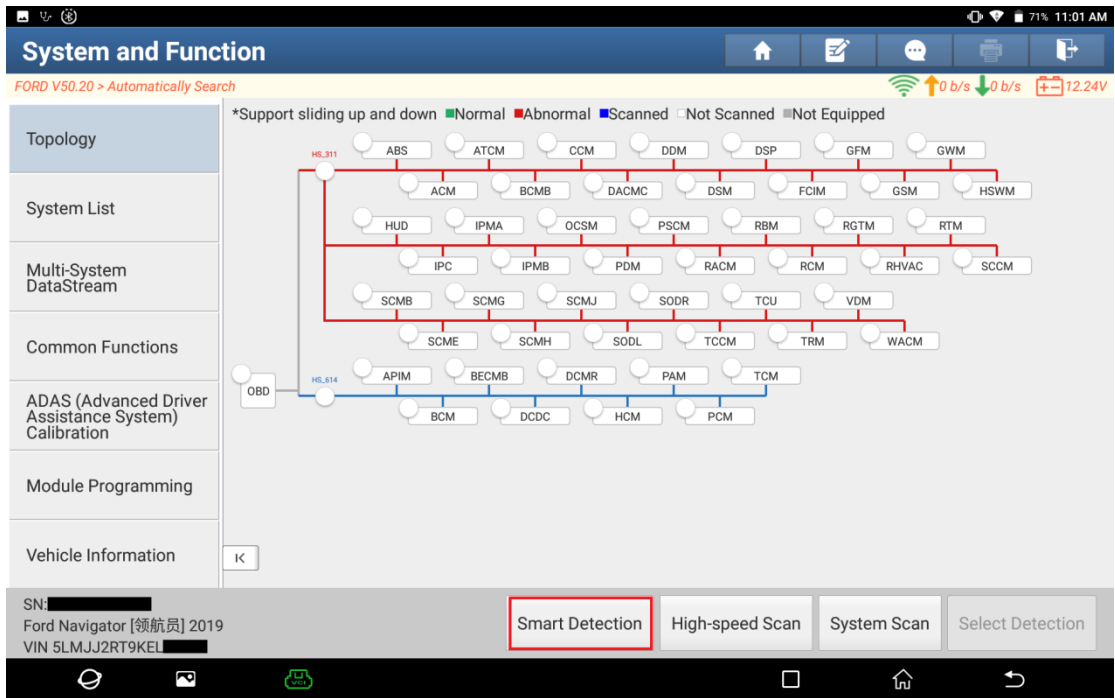 71% 11:01 AM
System and Function
FORD V50.20 > Automatically Search
0 b/s 0 b/s 12.24V
Topology
System List
Multi-System
DataStream
Common Functions
ADAS (Advanced Driver
Assistance System)
Calibration
Module Programming
Vehicle Information
*Support sliding up and down Normal Abnormal Scanned Not Scanned Not Equipped
HS_311
ABS ATCM CCM DDM DSP GFM GWM
ACM BCMB DACMC DSM FCIM GSM HSWM
HUD IPMA OCSM PSCM RBM RGTM RTM
IPC IPMB PDM RACM RCM RHVAC SCCM
SCMB SCMG SCMJ SODR TCU VDM
SCME SCMH SODL TCCM TRM WACM
OBD
HS_614
APIM BECMB DCMR PAM TCM
BCM DCDC HCM PCM
SN:
Ford Navigator [领航员] 2019
VIN 5LMJJ2RT9KEL
Smart Detection High-speed Scan System Scan Select Detection
VCI